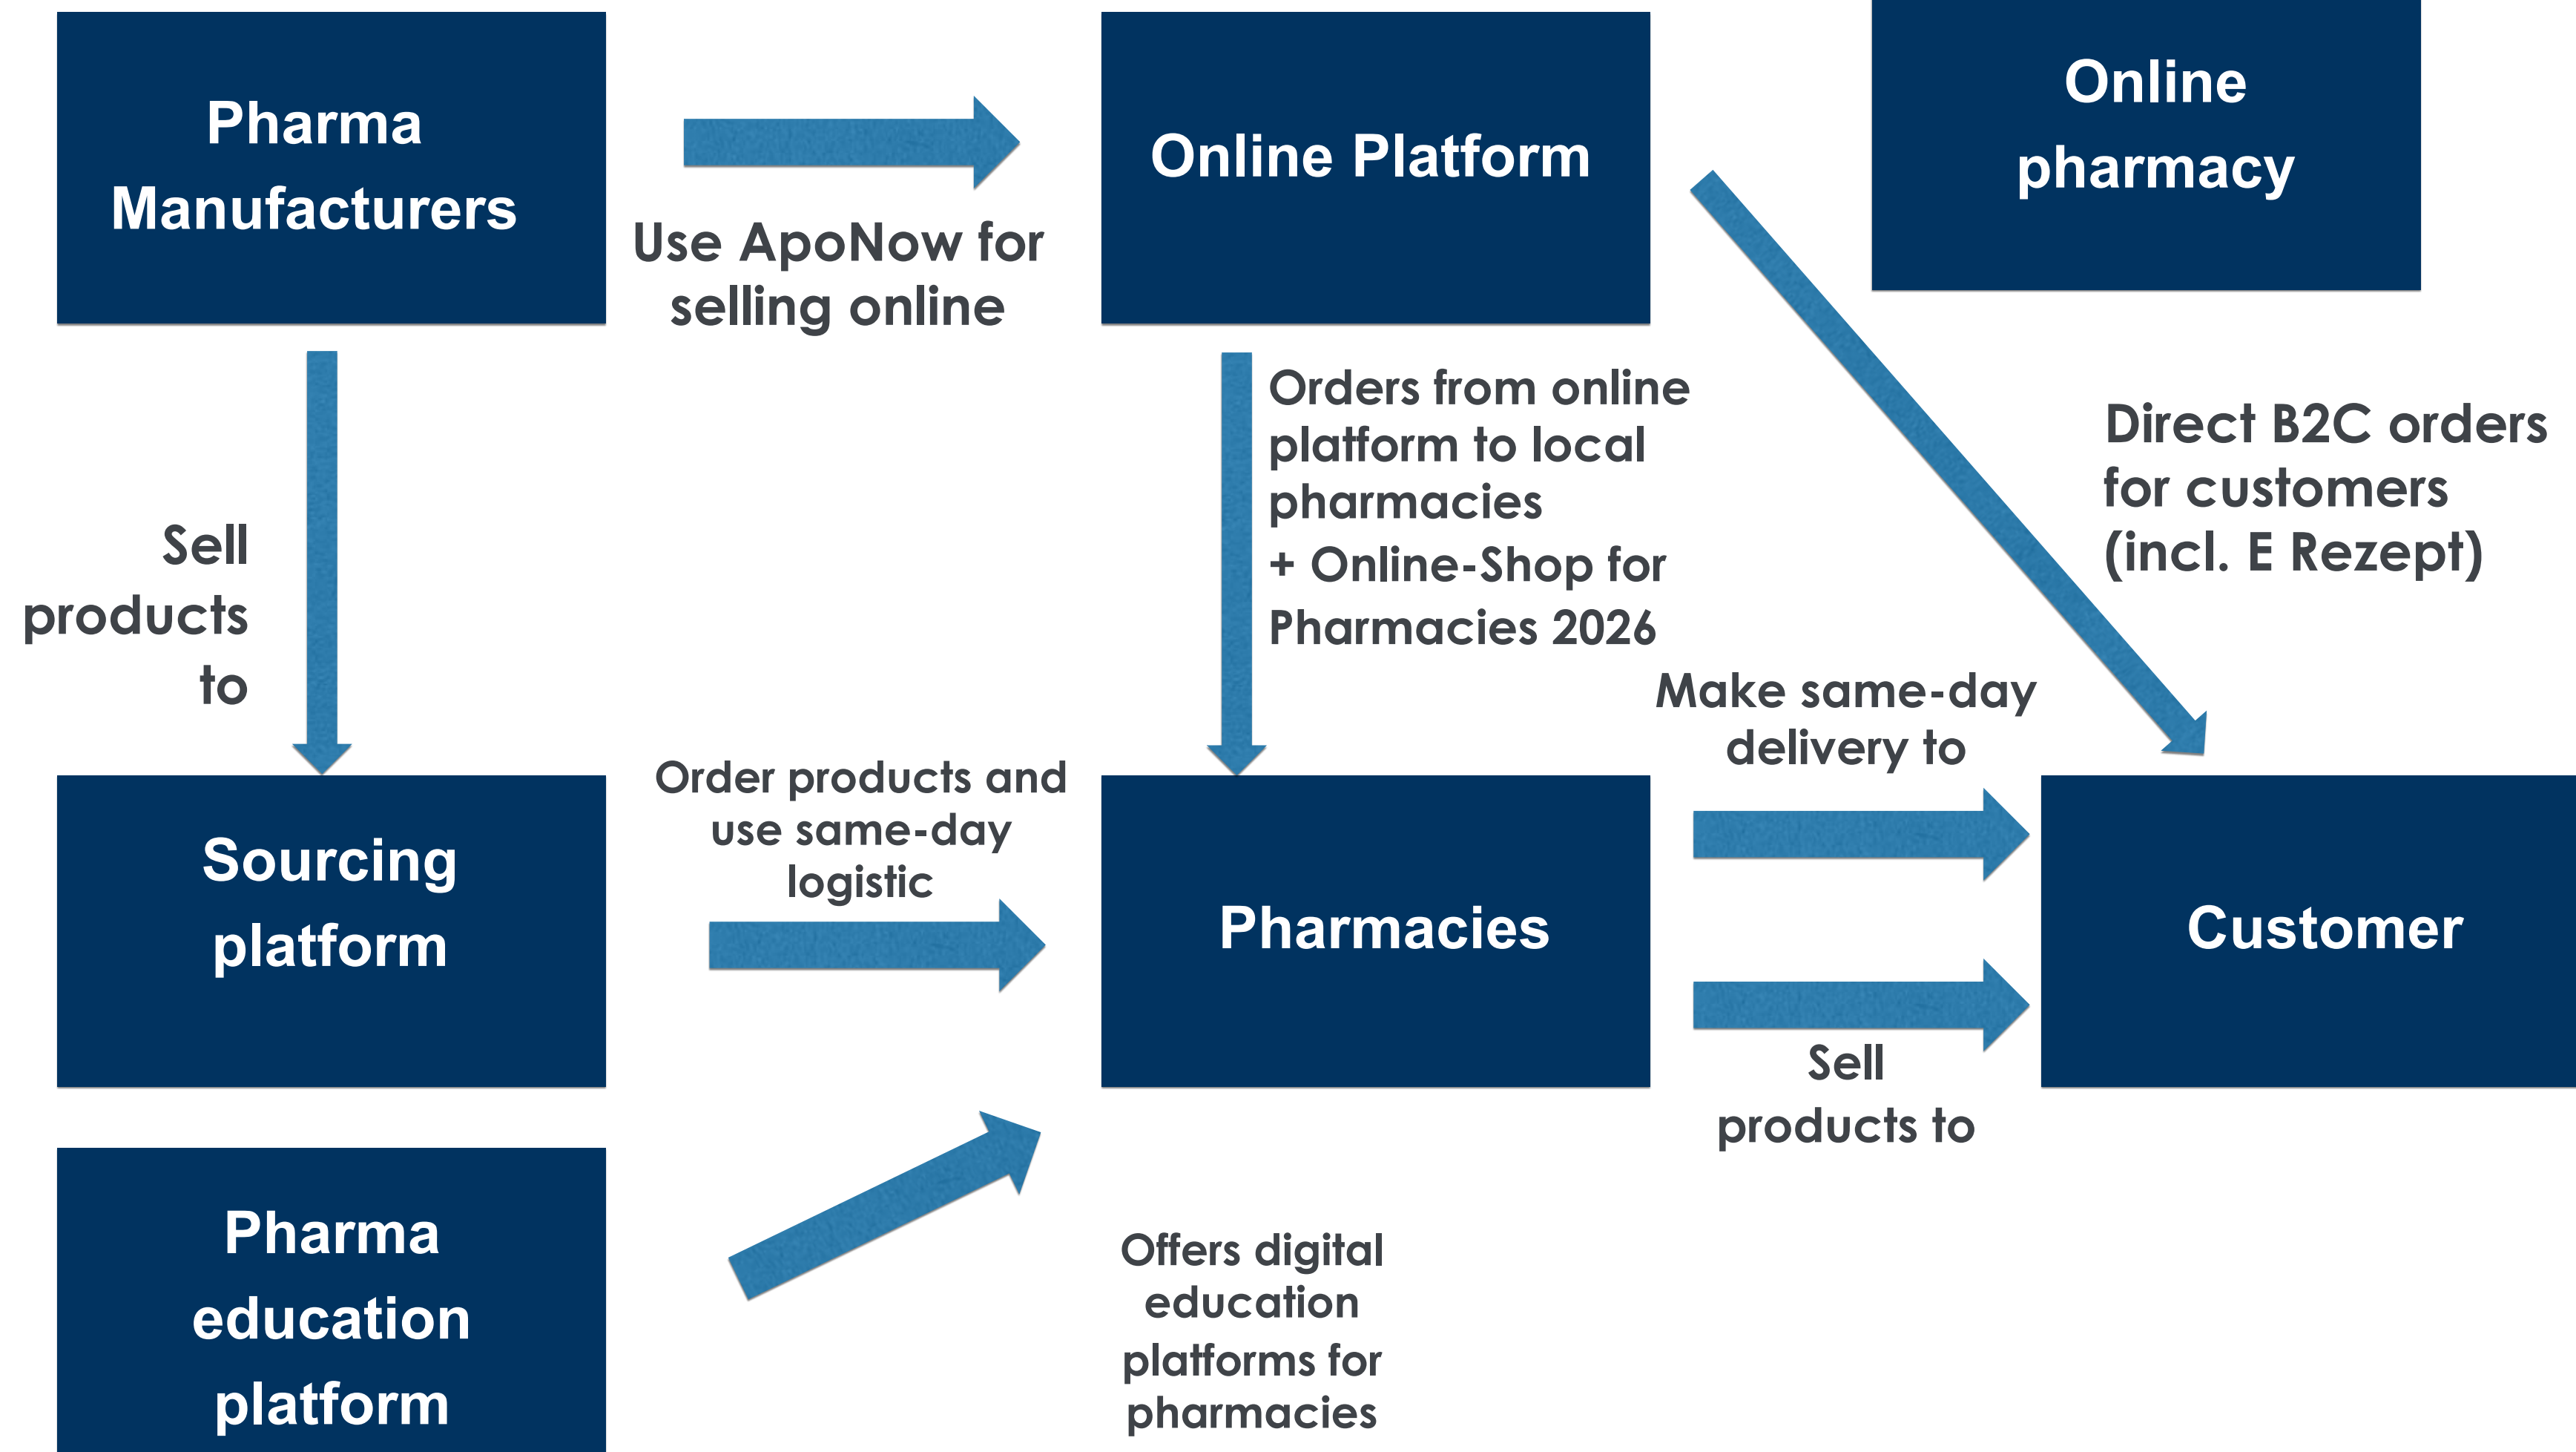 Pharma
Manufacturers
Use ApoNow for
selling online
Online Platform
Online
pharmacy
Sell
products
to
Orders from online
platform to local
pharmacies
+ Online-Shop for
Pharmacies 2026
Direct B2C orders
for customers
(incl. E Rezept)
Sourcing
platform
Order products and
use same-day
logistic
Pharmacies
Make same-day
delivery to
Sell
products to
Customer
Pharma
education
platform
Offers digital
education
platforms for
pharmacies